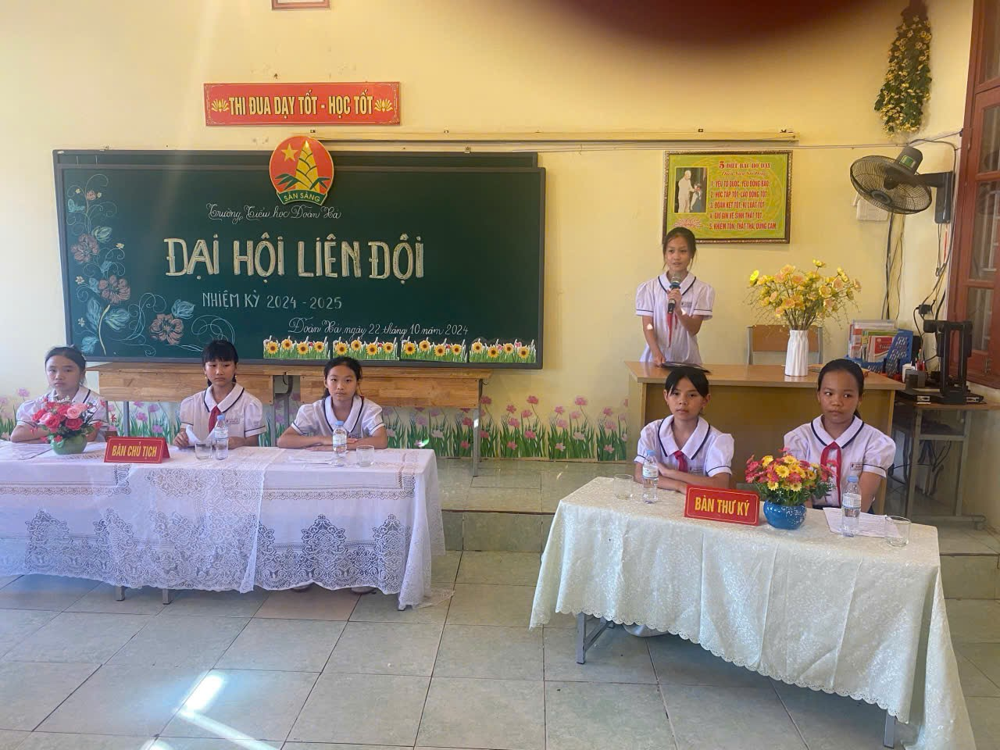 THI ĐUA DẠY TỐT - HỌC TỐT
SẴN SÀNG
Trường Tiểu học Đoàn Xá
ĐẠI HỘI LIÊN ĐỘI
NHIỆM KỲ 2024 - 2025
Đoàn Xá ngày 22 tháng 10 năm 2024
5 ĐIỀU BÁC HỒ DẠY
1. YÊU TỔ QUỐC, YÊU ĐỒNG BÀO
2. HỌC TẬP TỐT, LAO ĐỘNG TỐT
3. ĐOÀN KẾT TỐT, KỈ LUẬT TỐT
4. GIỮ GÌN VỆ SINH THẬT TỐT
5. KHIÊM TỐN, THẬT THÀ, DŨNG CẢM
BÀN CHỦ TỊCH
BÀN THƯ KÝ